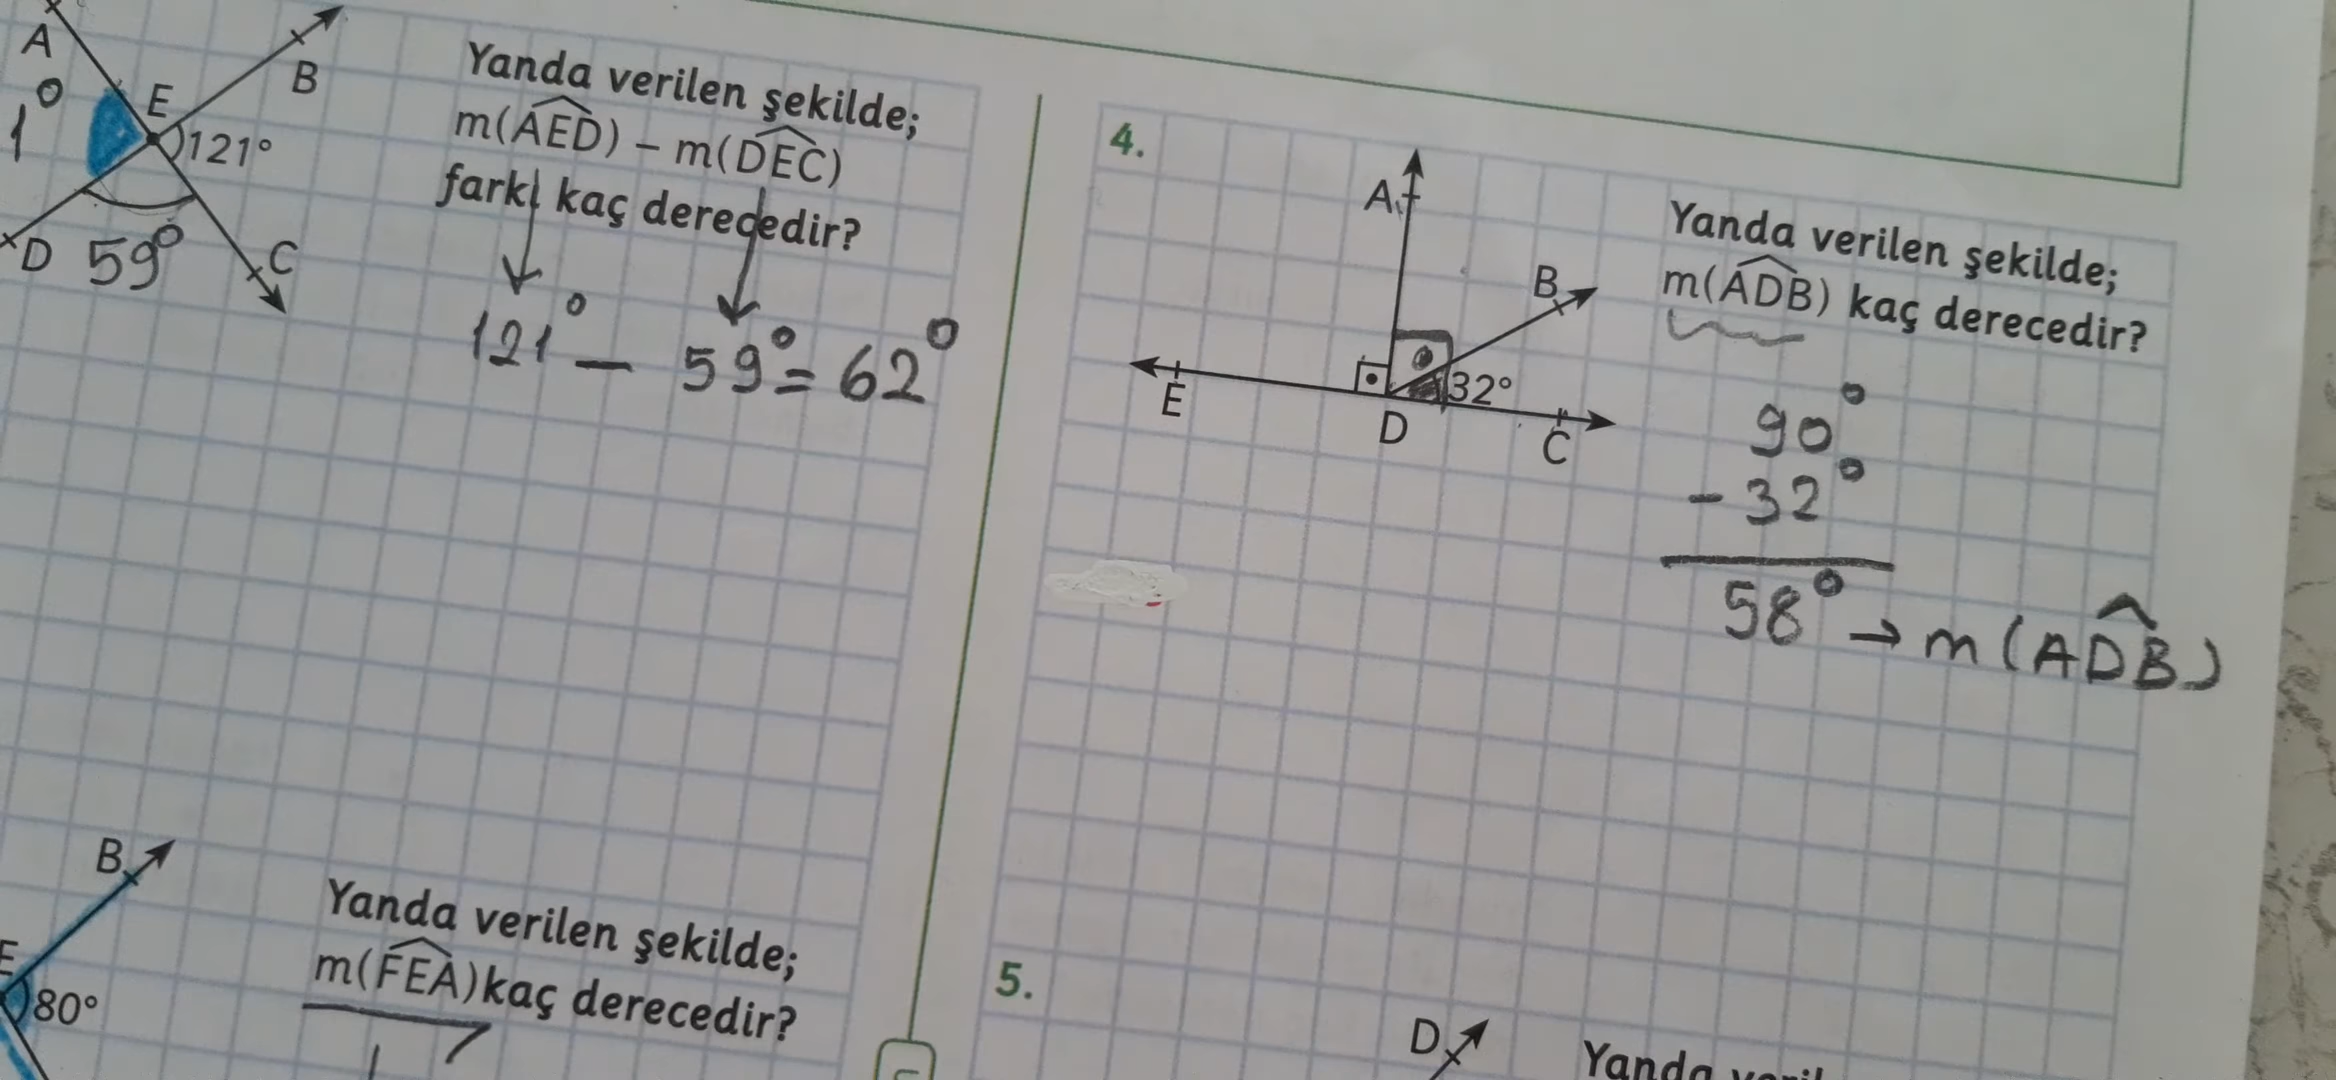 A
B
E
1°
121°
D
59°
C
Yanda verilen şekilde;
m(AED) – m(DEC)
farkı kaç derecedir?
121° – 59° = 62°
4.
A
B
E
D
32°
C
Yanda verilen şekilde;
m(ADB) kaç derecedir?
90°
- 32°
58° → m(ADB)
B
E
80°
Yanda verilen şekilde;
m(FEA) kaç derecedir?
5.
D
Yanda